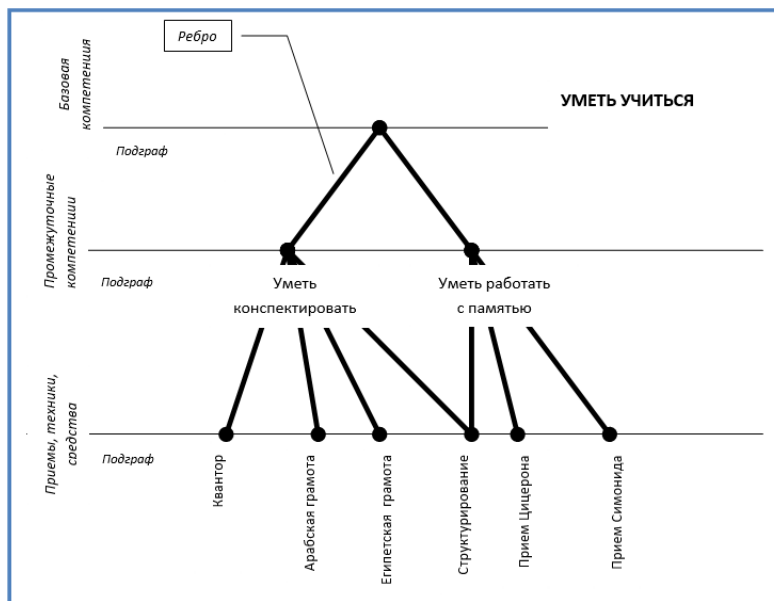 Ребро
Базовая
компетенция
УМЕТЬ УЧИТЬСЯ
Подграф
Промежуточные
компетенции
Подграф
Уметь
конспектировать
Уметь работать
с памятью
Приемы, техники,
средства
Подграф
Квантор
Арабская грамота
Египетская грамота
Структурирование
Прием Цицерона
Прием Симонида